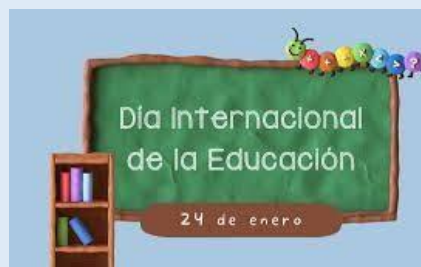 Día Internacional
de la Educación
24 de enero